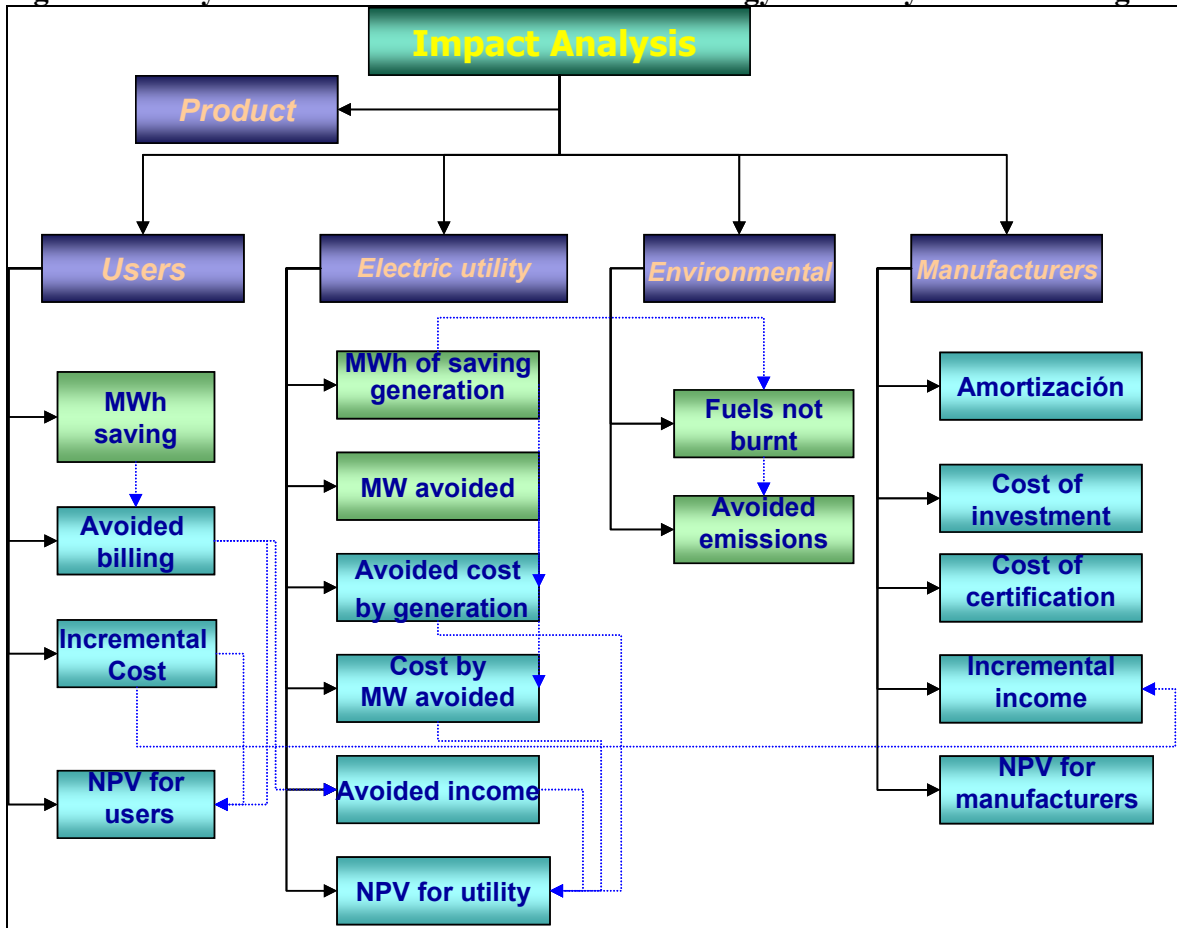 Impact Analysis
Product
Users
Electric utility
Environmental
Manufacturers
MWh
saving
Avoided
billing
Incremental
Cost
NPV for
users
MWh of saving
generation
MW avoided
Avoided cost
by generation
Cost by
MW avoided
Avoided income
NPV for utility
Fuels not
burnt
Avoided
emissions
Amortización
Cost of
investment
Cost of
certification
Incremental
income
NPV for
manufacturers